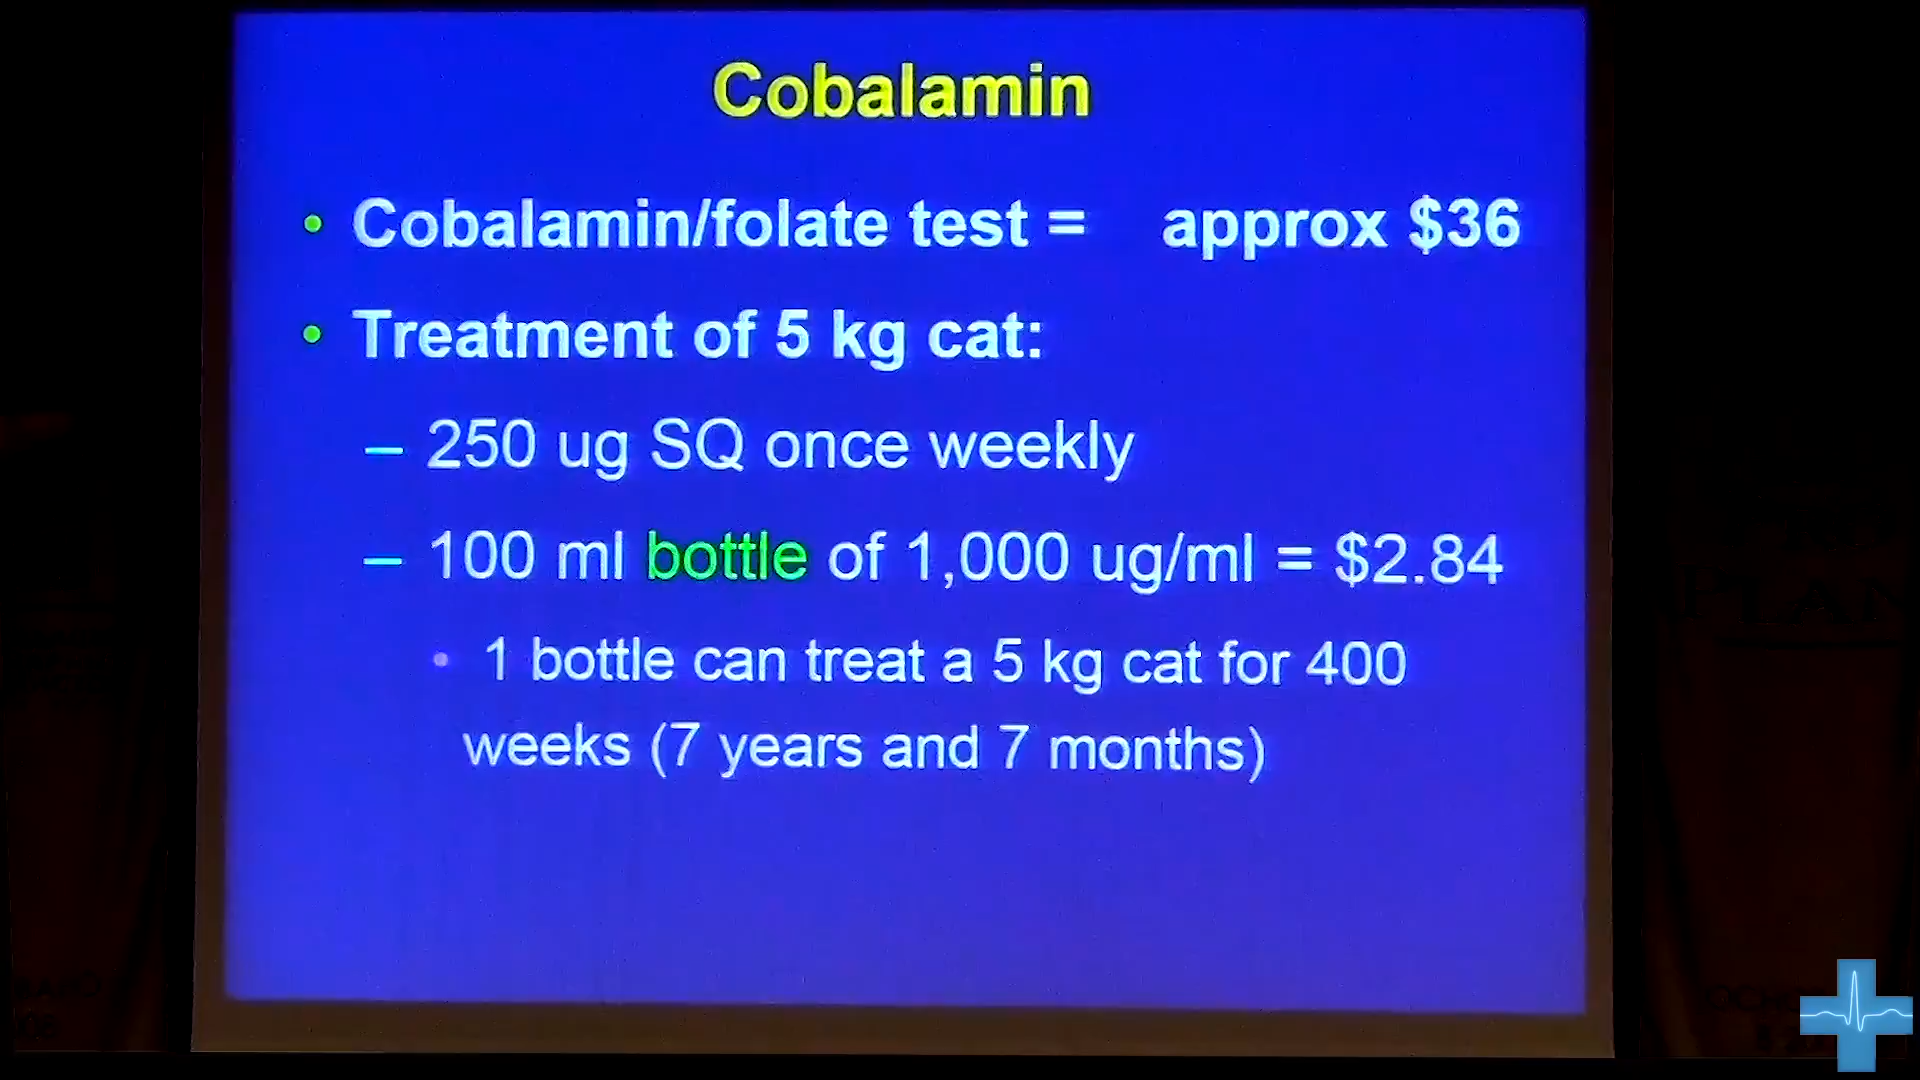 Cobalamin
• Cobalamin/folate test = approx $36
• Treatment of 5 kg cat:
– 250 ug SQ once weekly
– 100 ml bottle of 1,000 ug/ml = $2.84
• 1 bottle can treat a 5 kg cat for 400
weeks (7 years and 7 months)